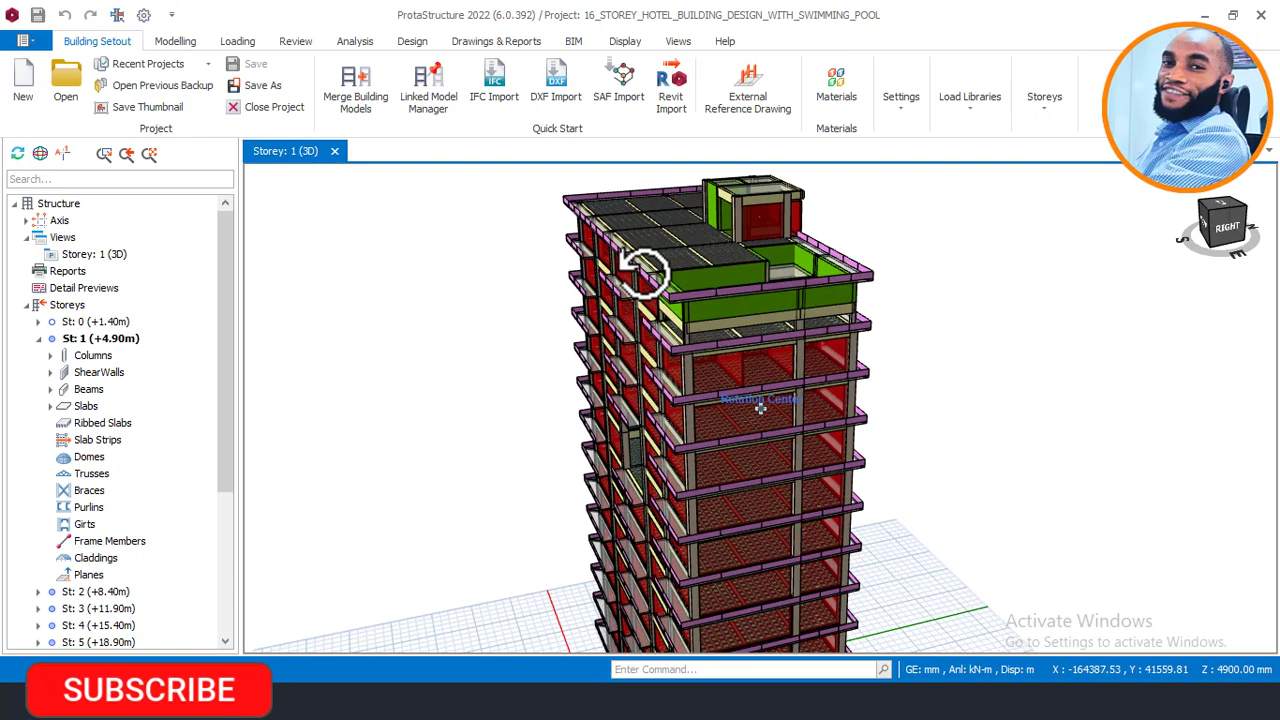 ProtaStructure 2022 (6.0.392) / Project: 16_STOREY_HOTEL_BUILDING_DESIGN_WITH_SWIMMING_POOL
Building Setout
Modelling
Loading
Review
Analysis
Design
Drawings & Reports
BIM
Display
Views
Help
New
Open
Recent Projects
Open Previous Backup
Save Thumbnail
Save
Save As
Close Project
Project
Merge Building
Models
Linked Model
Manager
IFC Import
DXF Import
SAF Import
Revit
Import
External
Reference Drawing
Quick Start
Materials
Materials
Settings
Load Libraries
Storeys
Storey: 1 (3D)
Search...
Structure
Axis
Views
Storey: 1 (3D)
Reports
Detail Previews
Storeys
St: 0 (+1.40m)
St: 1 (+4.90m)
Columns
ShearWalls
Beams
Slabs
Ribbed Slabs
Slab Strips
Domes
Trusses
Braces
Purlins
Girts
Frame Members
Claddings
Planes
St: 2 (+8.40m)
St: 3 (+11.90m)
St: 4 (+15.40m)
St: 5 (+18.90m)
RIGHT
S
E
N
Rotation Center
Activate Windows
Go to Settings to activate Windows.
Enter Command...
GE: mm , Anl: kN-m , Disp: m
X : -164387.53 , Y : 41559.81
Z : 4900.00 mm
SUBSCRIBE